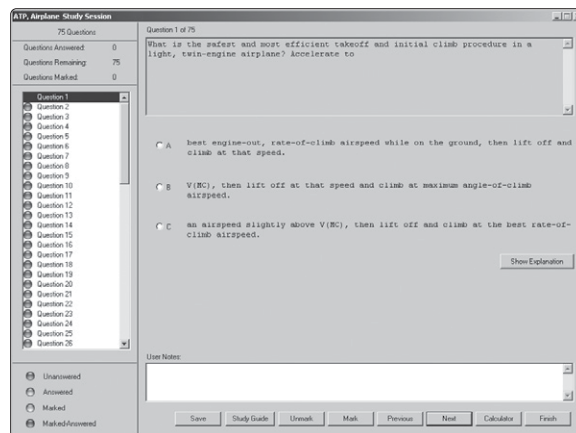 ATP, Airplane Study Session
75 Questions
Questions Answered: 0
Questions Remaining: 75
Questions Marked: 0
Question 1
Question 2
Question 3
Question 4
Question 5
Question 6
Question 7
Question 8
Question 9
Question 10
Question 11
Question 12
Question 13
Question 14
Question 15
Question 16
Question 17
Question 18
Question 19
Question 20
Question 21
Question 22
Question 23
Question 24
Question 25
Question 26
Unanswered
Answered
Marked
Marked/Answered
Question 1 of 75
What is the safest and most efficient takeoff and initial climb procedure in a
light, twin-engine airplane? Accelerate to
A best engine-out, rate-of-climb airspeed while on the ground, then lift off and
climb at that speed.
B V(MC), then lift off at that speed and climb at maximum angle-of-climb
airspeed.
C an airspeed slightly above V(MC), then lift off and climb at the best rate-of-
climb airspeed.
Show Explanation
User Notes:
Save Study Guide Unmark Mark Previous Next Calculator Finish